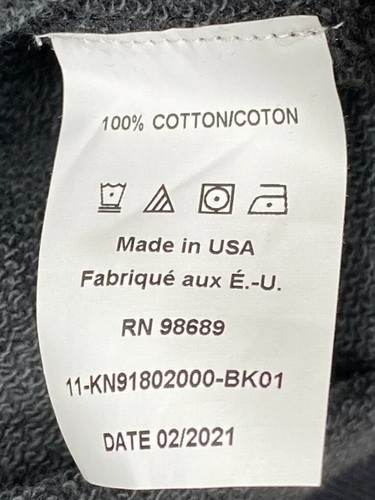 100% COTTON/COTON
Made in USA
Fabriqué aux É.-U.
RN 98689
11-KN91802000-BK01
DATE 02/2021